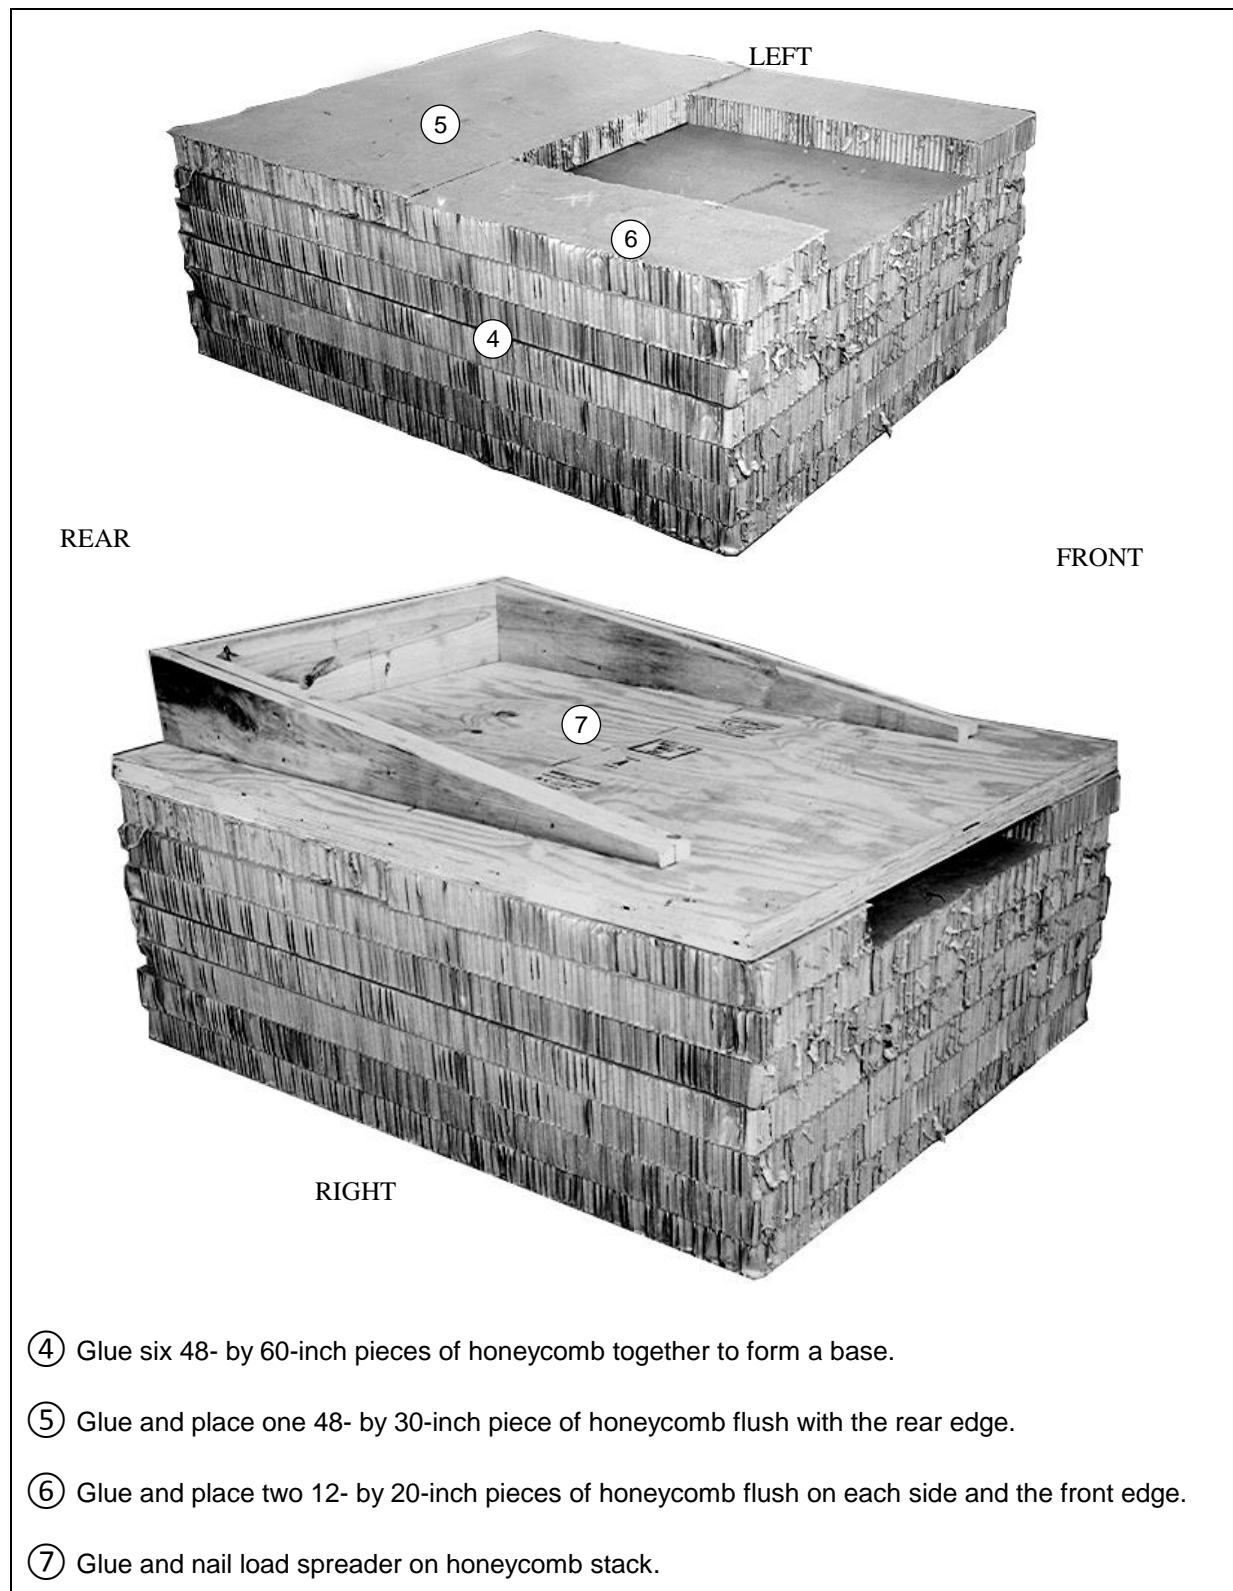 LEFT
5
6
4
REAR
FRONT
7
RIGHT
④ Glue six 48- by 60-inch pieces of honeycomb together to form a base.
⑤ Glue and place one 48- by 30-inch piece of honeycomb flush with the rear edge.
⑥ Glue and place two 12- by 20-inch pieces of honeycomb flush on each side and the front edge.
⑦ Glue and nail load spreader on honeycomb stack.